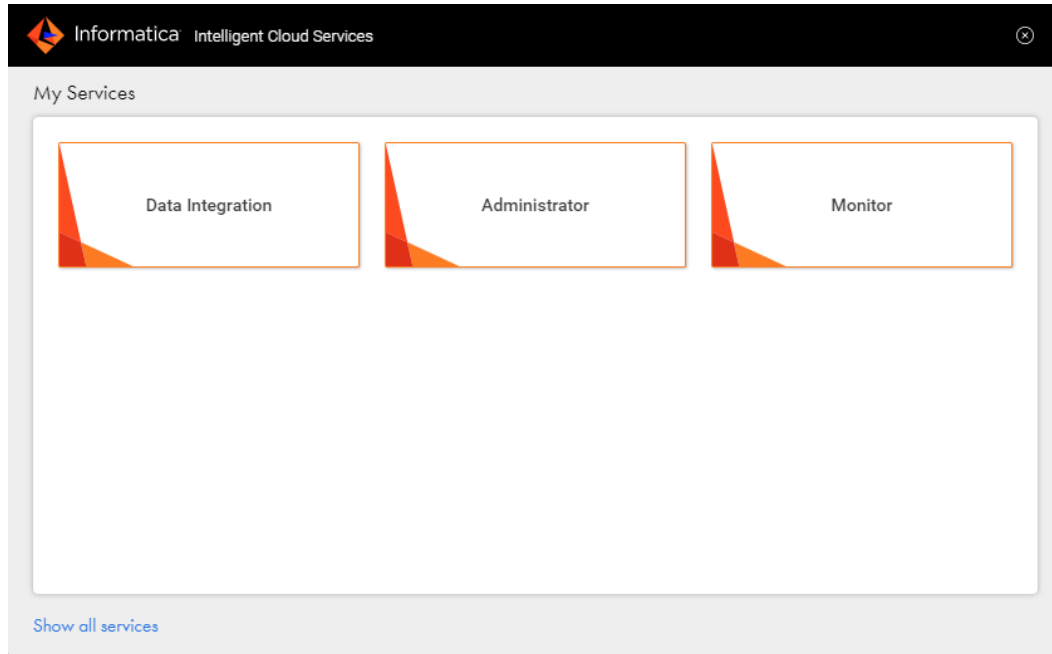 Informatica Intelligent Cloud Services
My Services
Data Integration
Administrator
Monitor
Show all services